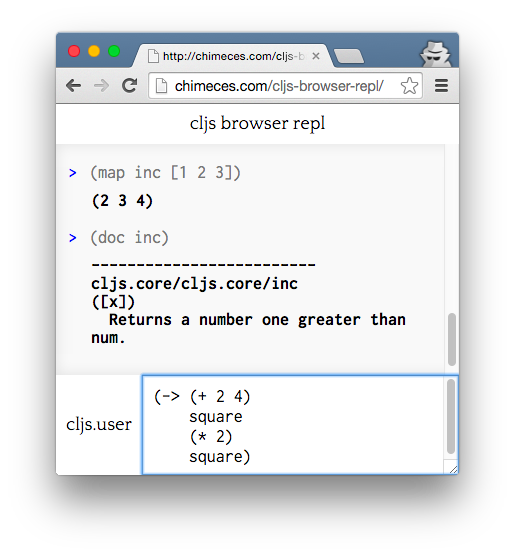 http://chimeces.com/cljs-b
chimeces.com/cljs-browser-repl/
cljs browser repl
> (map inc [1 2 3])
(2 3 4)
> (doc inc)
-------------------------
cljs.core/cljs.core/inc
([x])
Returns a number one greater than
num.
cljs.user
(-> (+ 2 4)
square
(* 2)
square)